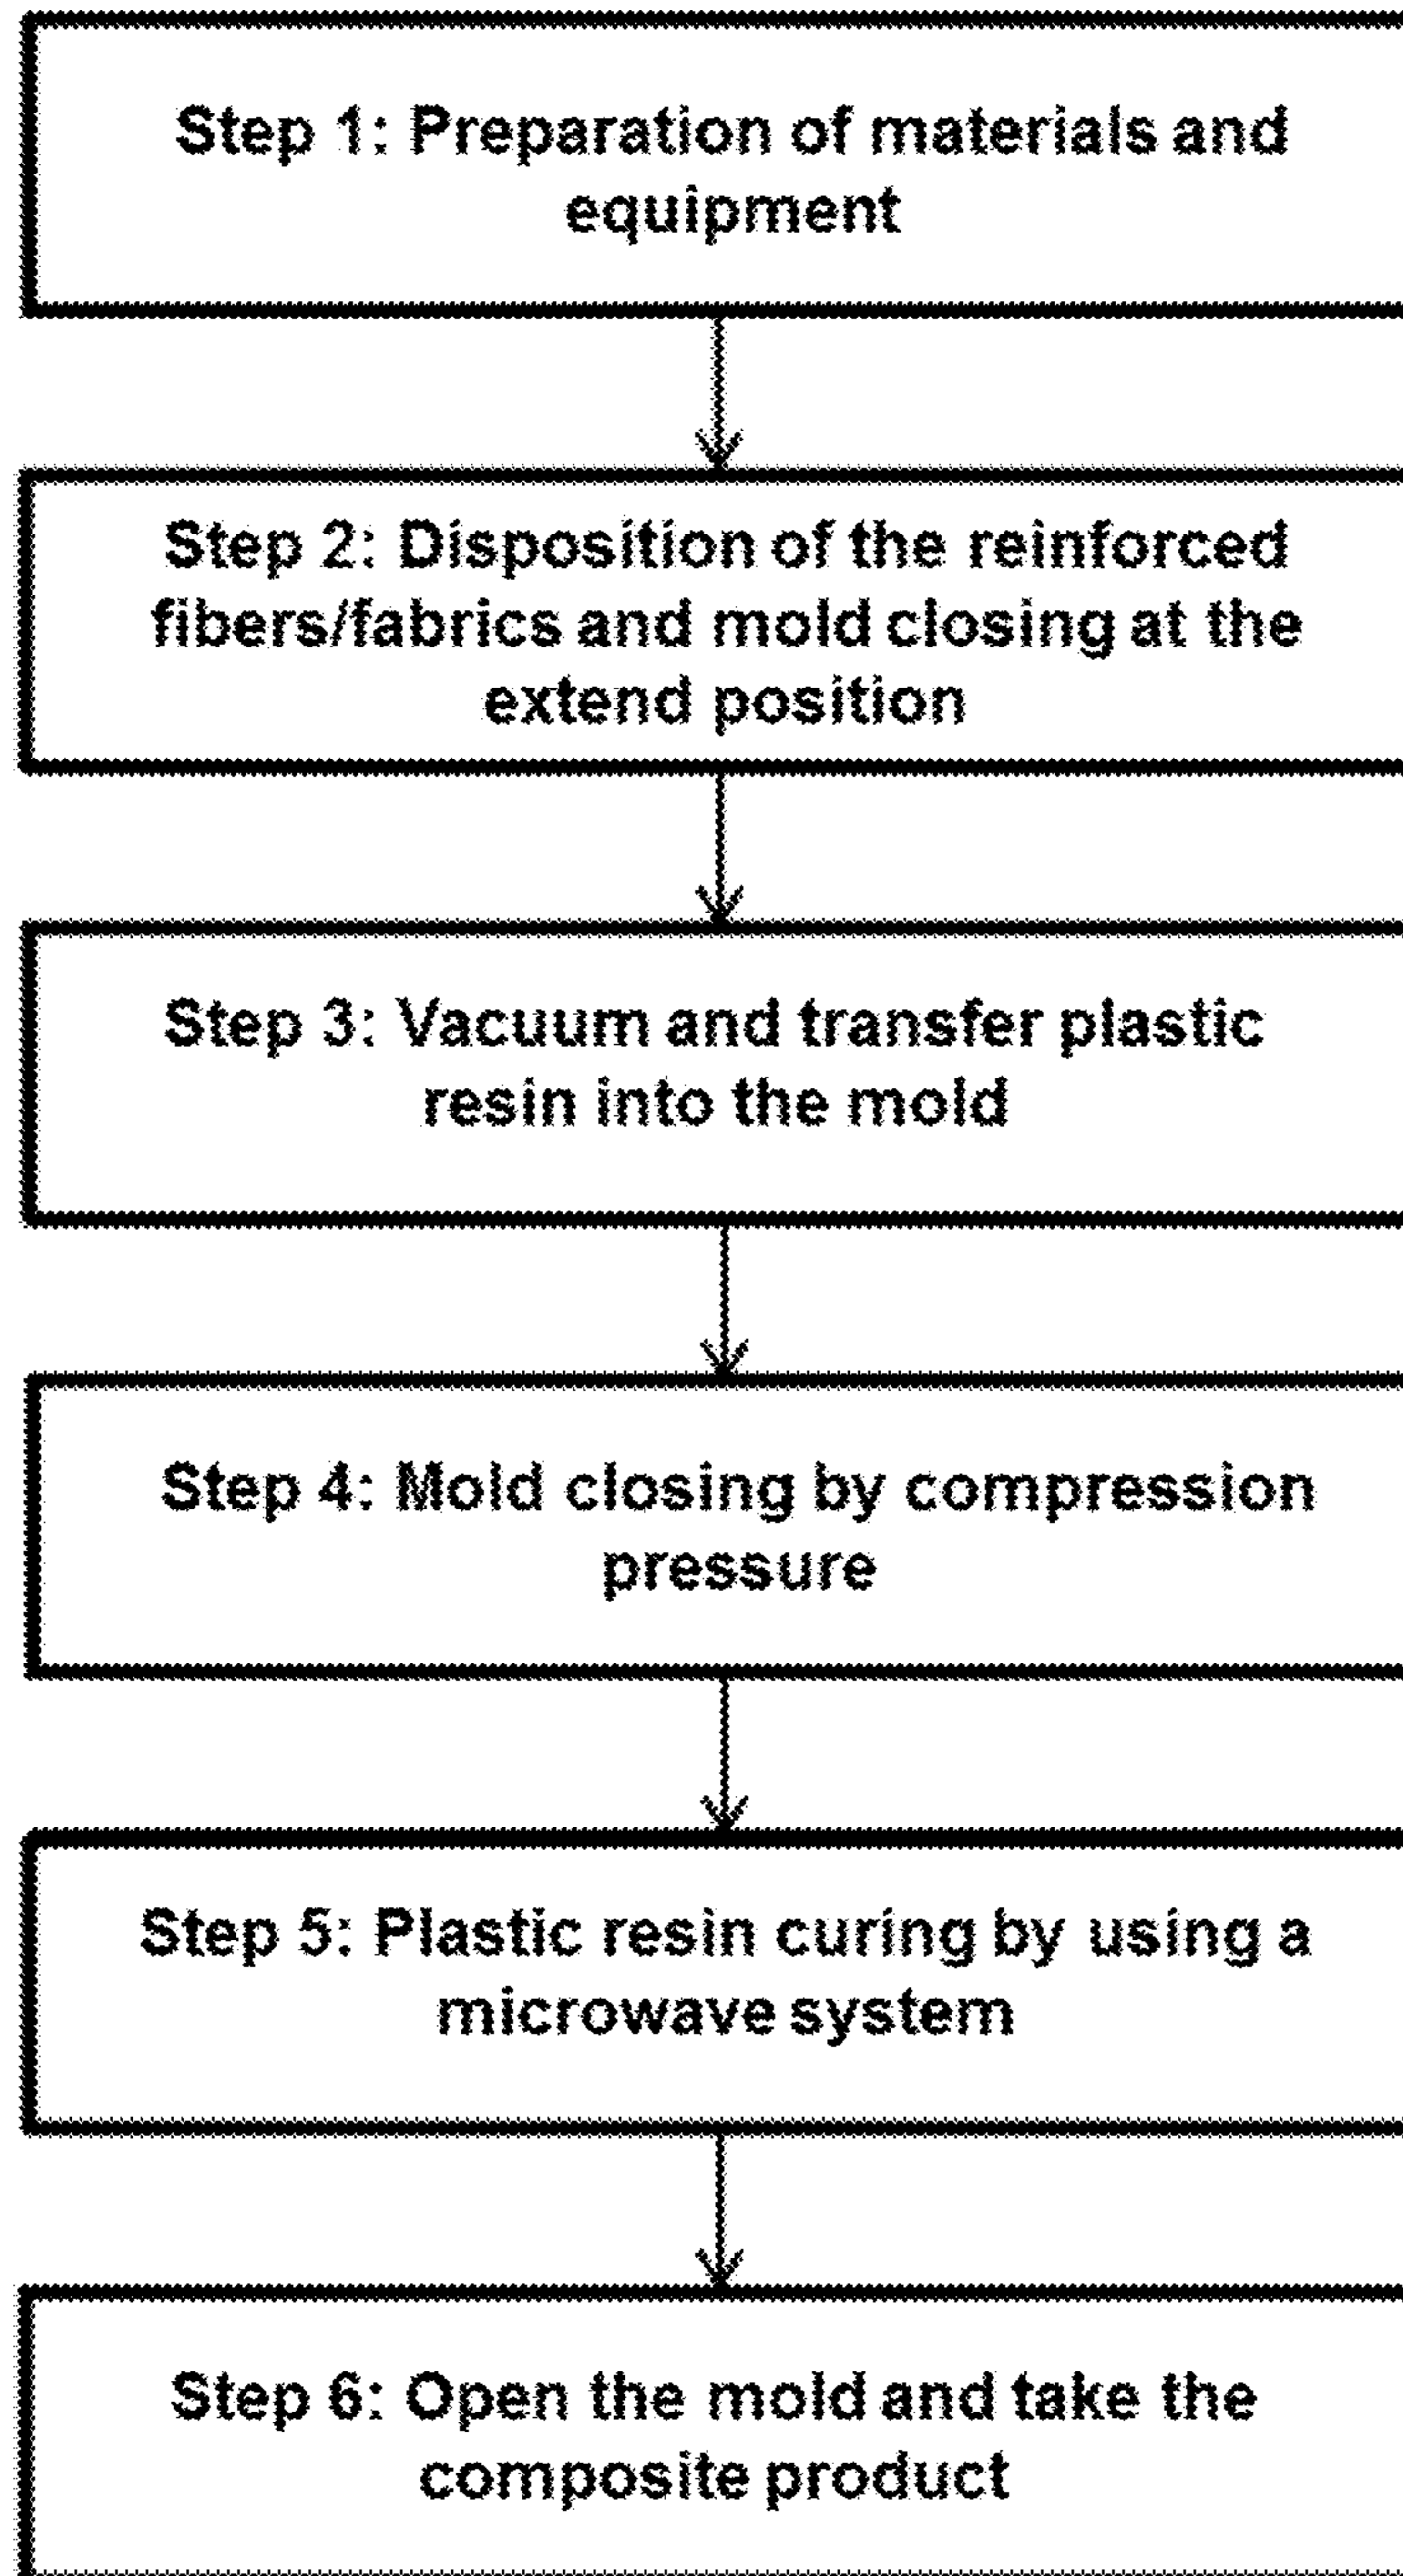 Step 1: Preparation of materials and
equipment
Step 2: Disposition of the reinforced
fibers/fabrics and mold closing at the
extend position
Step 3: Vacuum and transfer plastic
resin into the mold
Step 4: Mold closing by compression
pressure
Step 5: Plastic resin curing by using a
microwave system
Step 6: Open the mold and take the
composite product